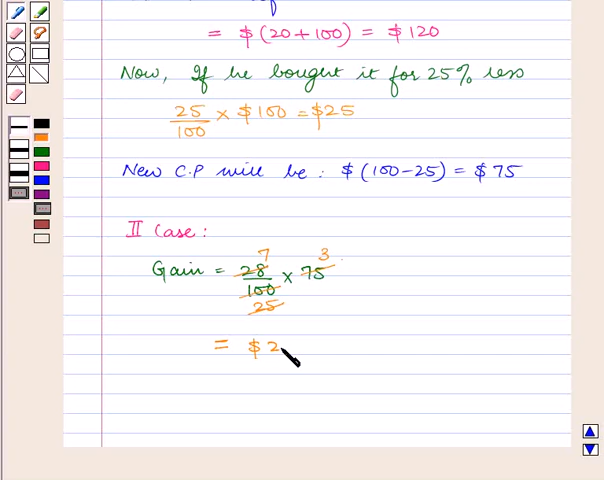 = $ (20+100) = $ 120
Now, If he bought it for 25% less
25/100 × $ 100 = $25
New C.P will be : $ (100-25) = $ 75
II Case :
7 3
Gain = 28/100 × 75
25
= $ 2